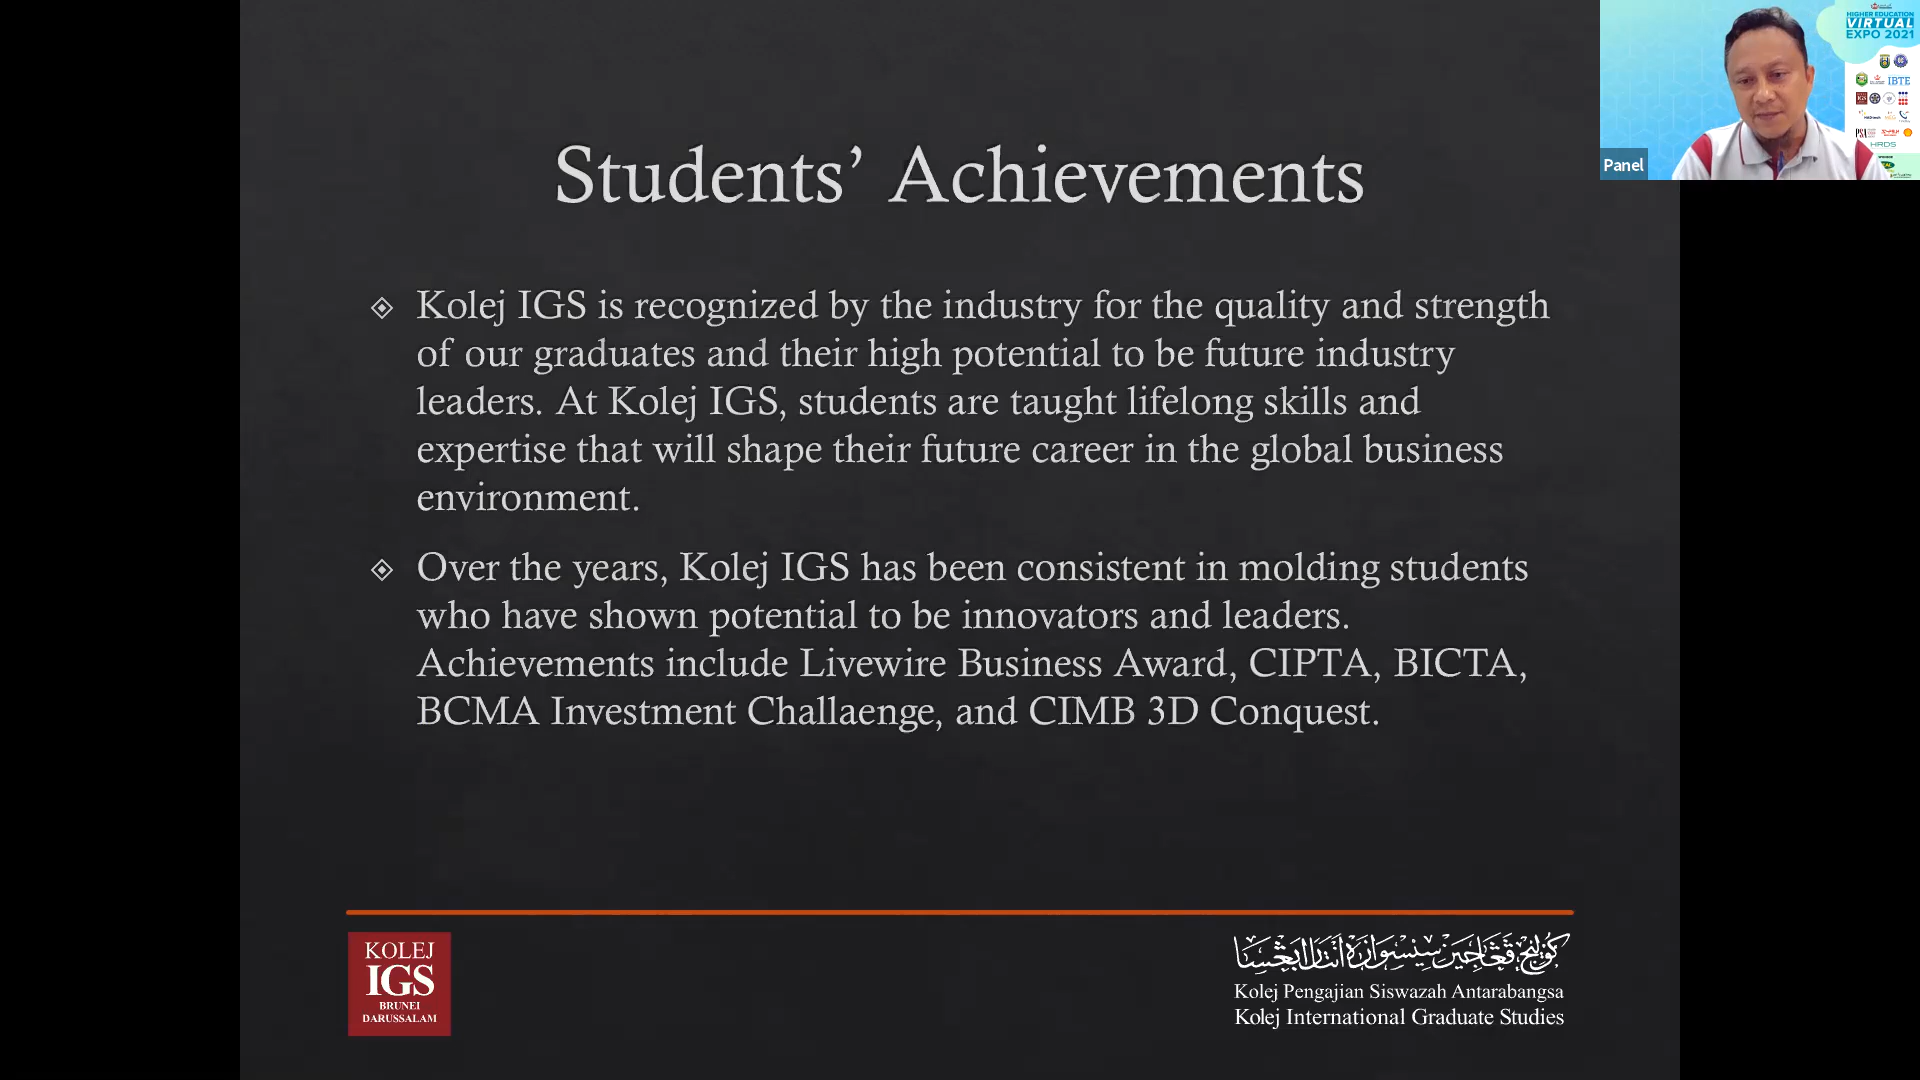 Students’ Achievements
Kolej IGS is recognized by the industry for the quality and strength
of our graduates and their high potential to be future industry
leaders. At Kolej IGS, students are taught lifelong skills and
expertise that will shape their future career in the global business
environment.
Over the years, Kolej IGS has been consistent in molding students
who have shown potential to be innovators and leaders.
Achievements include Livewire Business Award, CIPTA, BICTA,
BCMA Investment Challaenge, and CIMB 3D Conquest.
KOLEJ
IGS
BRUNEI
DARUSSALAM
كوليج ڤڠاجين سيسوازه انتارابڠسا
Kolej Pengajian Siswazah Antarabangsa
Kolej International Graduate Studies
HIGHER EDUCATION
VIRTUAL
EXPO 2021
IBTE
HRDS
Panel